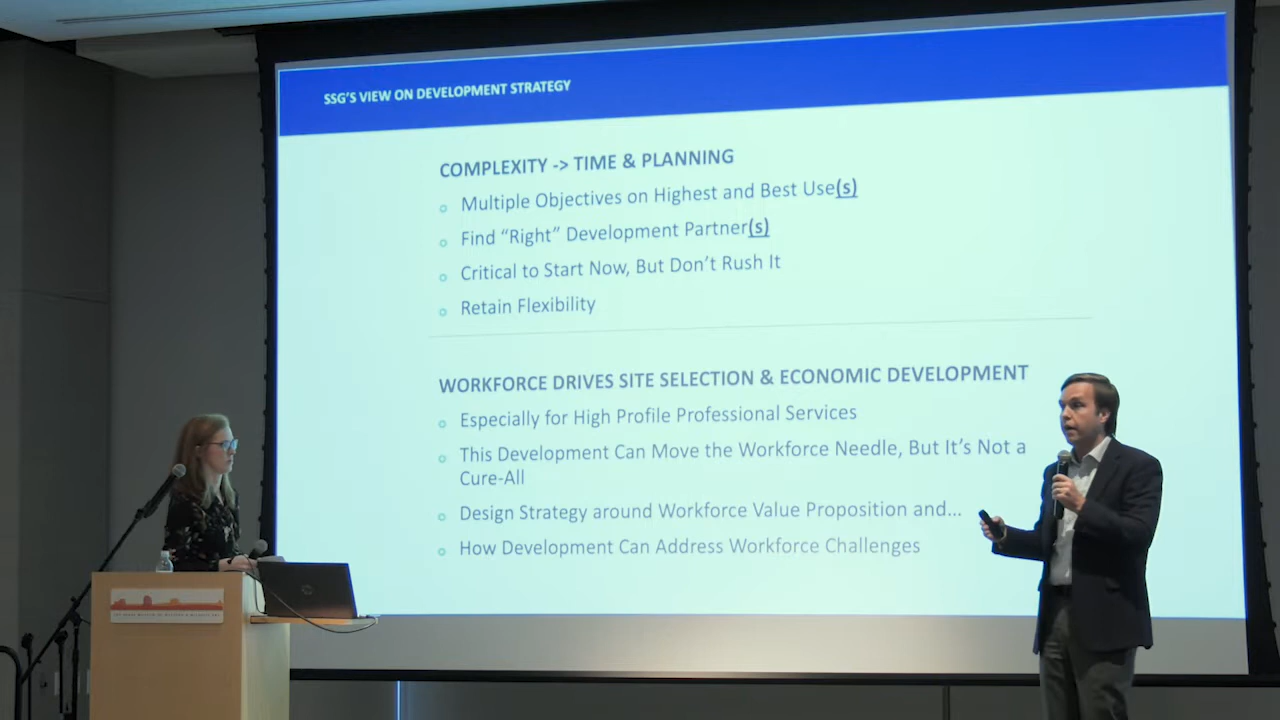 SSG'S VIEW ON DEVELOPMENT STRATEGY
COMPLEXITY -> TIME & PLANNING
Multiple Objectives on Highest and Best Use(s)
Find “Right” Development Partner(s)
Critical to Start Now, But Don't Rush It
Retain Flexibility
WORKFORCE DRIVES SITE SELECTION & ECONOMIC DEVELOPMENT
Especially for High Profile Professional Services
This Development Can Move the Workforce Needle, But It's Not a
Cure-All
Design Strategy around Workforce Value Proposition and...
How Development Can Address Workforce Challenges